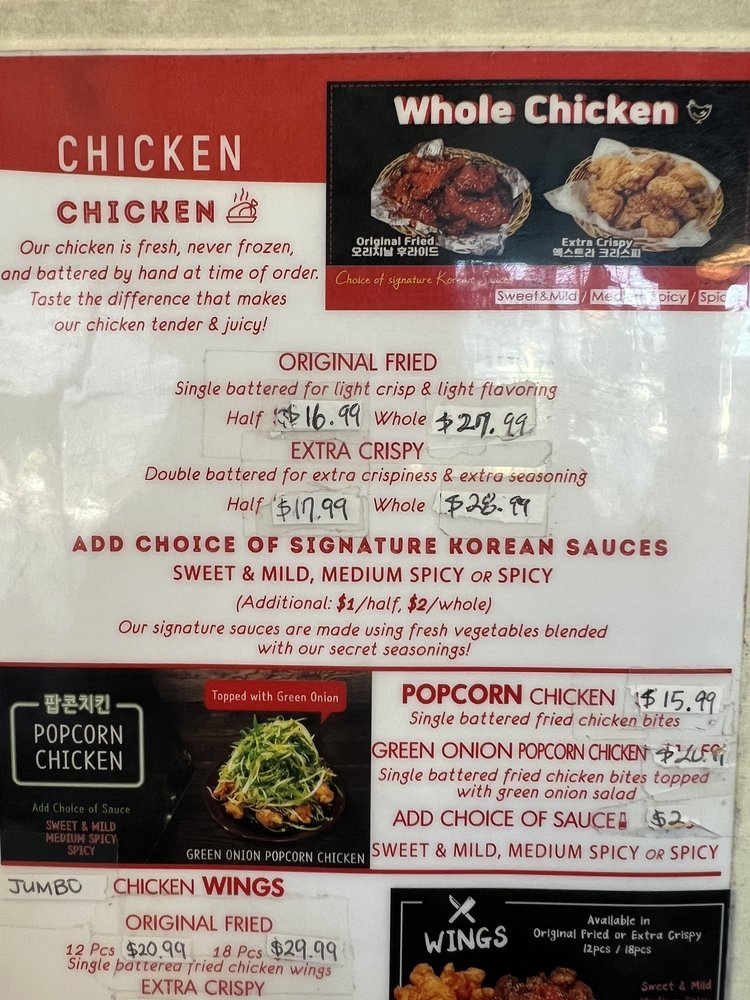 CHICKEN
Whole Chicken
Original Fried
오리지날 후라이드
Extra Crispy
엑스트라 크리스피
Choice of signature Korean Sauces
Sweet & Mild / Medium Spicy / Spic
CHICKEN
Our chicken is fresh, never frozen,
and battered by hand at time of order.
Taste the difference that makes
our chicken tender & juicy!
ORIGINAL FRIED
Single battered for light crisp & light flavoring
Half $16.99 Whole $27.99
EXTRA CRISPY
Double battered for extra crispiness & extra seasoning
Half $17.99 Whole $28.99
ADD CHOICE OF SIGNATURE KOREAN SAUCES
SWEET & MILD, MEDIUM SPICY OR SPICY
(Additional: $1/half, $2/whole)
Our signature sauces are made using fresh vegetables blended
with our secret seasonings!
팝콘치킨
POPCORN
CHICKEN
Topped with Green Onion
Add Choice of Sauce
SWEET & MILD
MEDIUM SPICY
SPICY
GREEN ONION POPCORN CHICKEN
POPCORN CHICKEN $15.99
Single battered fried chicken bites
GREEN ONION POPCORN CHICKEN
Single battered fried chicken bites topped
with green onion salad
ADD CHOICE OF SAUCE $2
SWEET & MILD, MEDIUM SPICY OR SPICY
JUMBO CHICKEN WINGS
ORIGINAL FRIED
12 Pcs $20.99 18 Pcs $29.99
Single battered fried chicken wings
EXTRA CRISPY
WINGS
Available in
Original Fried or Extra Crispy
12pcs / 18pcs
Sweet & Mild